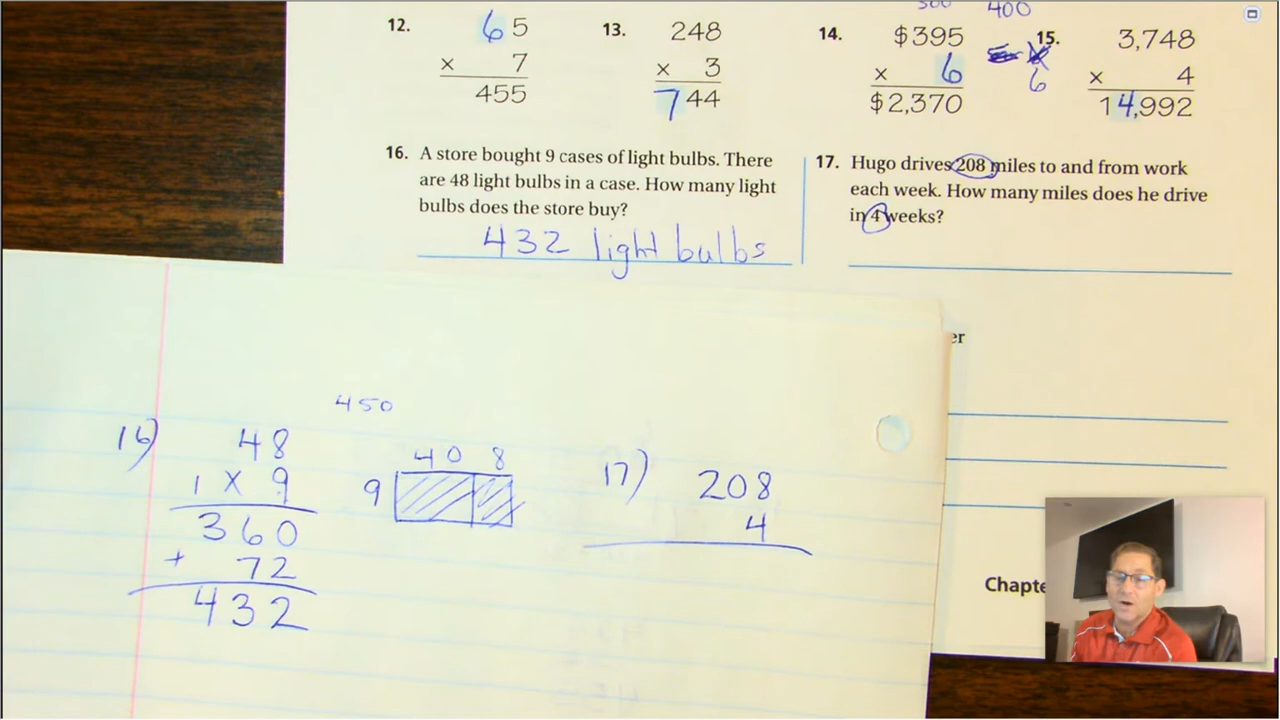 300 400
12. 65
x 7
455
13. 248
x 3
744
14. $395
x 6
$2,370
6
15. 3,748
x 4
14,992
16. A store bought 9 cases of light bulbs. There
are 48 light bulbs in a case. How many light
bulbs does the store buy?
432 light bulbs
17. Hugo drives 208 miles to and from work
each week. How many miles does he drive
in 4 weeks?
er
450
16) 48
1 x 9
360
+ 72
432
40 8
9
17) 208
4
Chapte